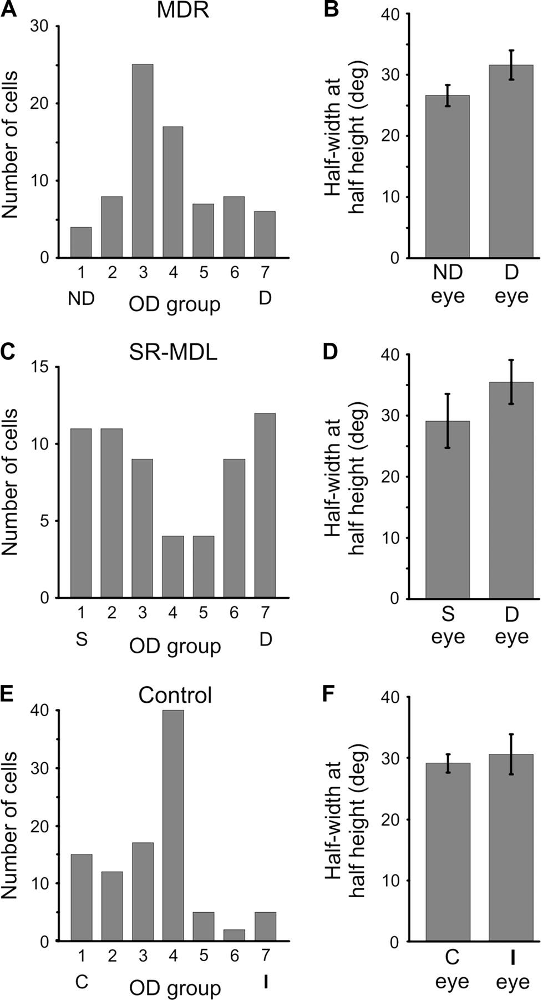 A
MDR
Number of cells
30
20
10
0
1 2 3 4 5 6 7
ND OD group D
B
Half-width at
half height (deg)
40
30
20
10
0
ND D
eye eye
C
SR-MDL
Number of cells
15
10
5
0
1 2 3 4 5 6 7
S OD group D
D
Half-width at
half height (deg)
40
30
20
10
0
S D
eye eye
E
Control
Number of cells
40
30
20
10
0
1 2 3 4 5 6 7
C OD group I
F
Half-width at
half height (deg)
40
30
20
10
0
C I
eye eye